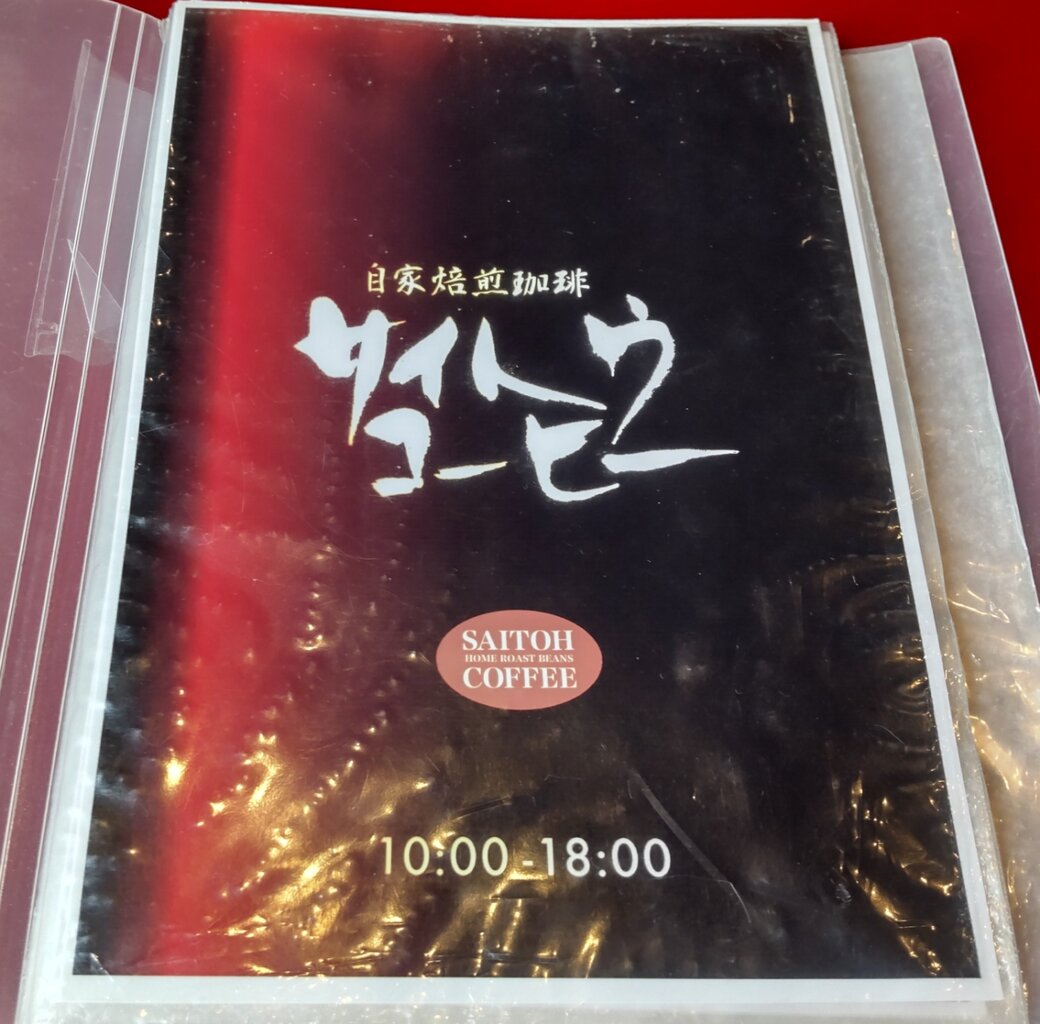 自家焙煎珈琲
サイトウ
コーヒー
SAITOH
HOME ROAST BEANS
COFFEE
10:00 - 18:00